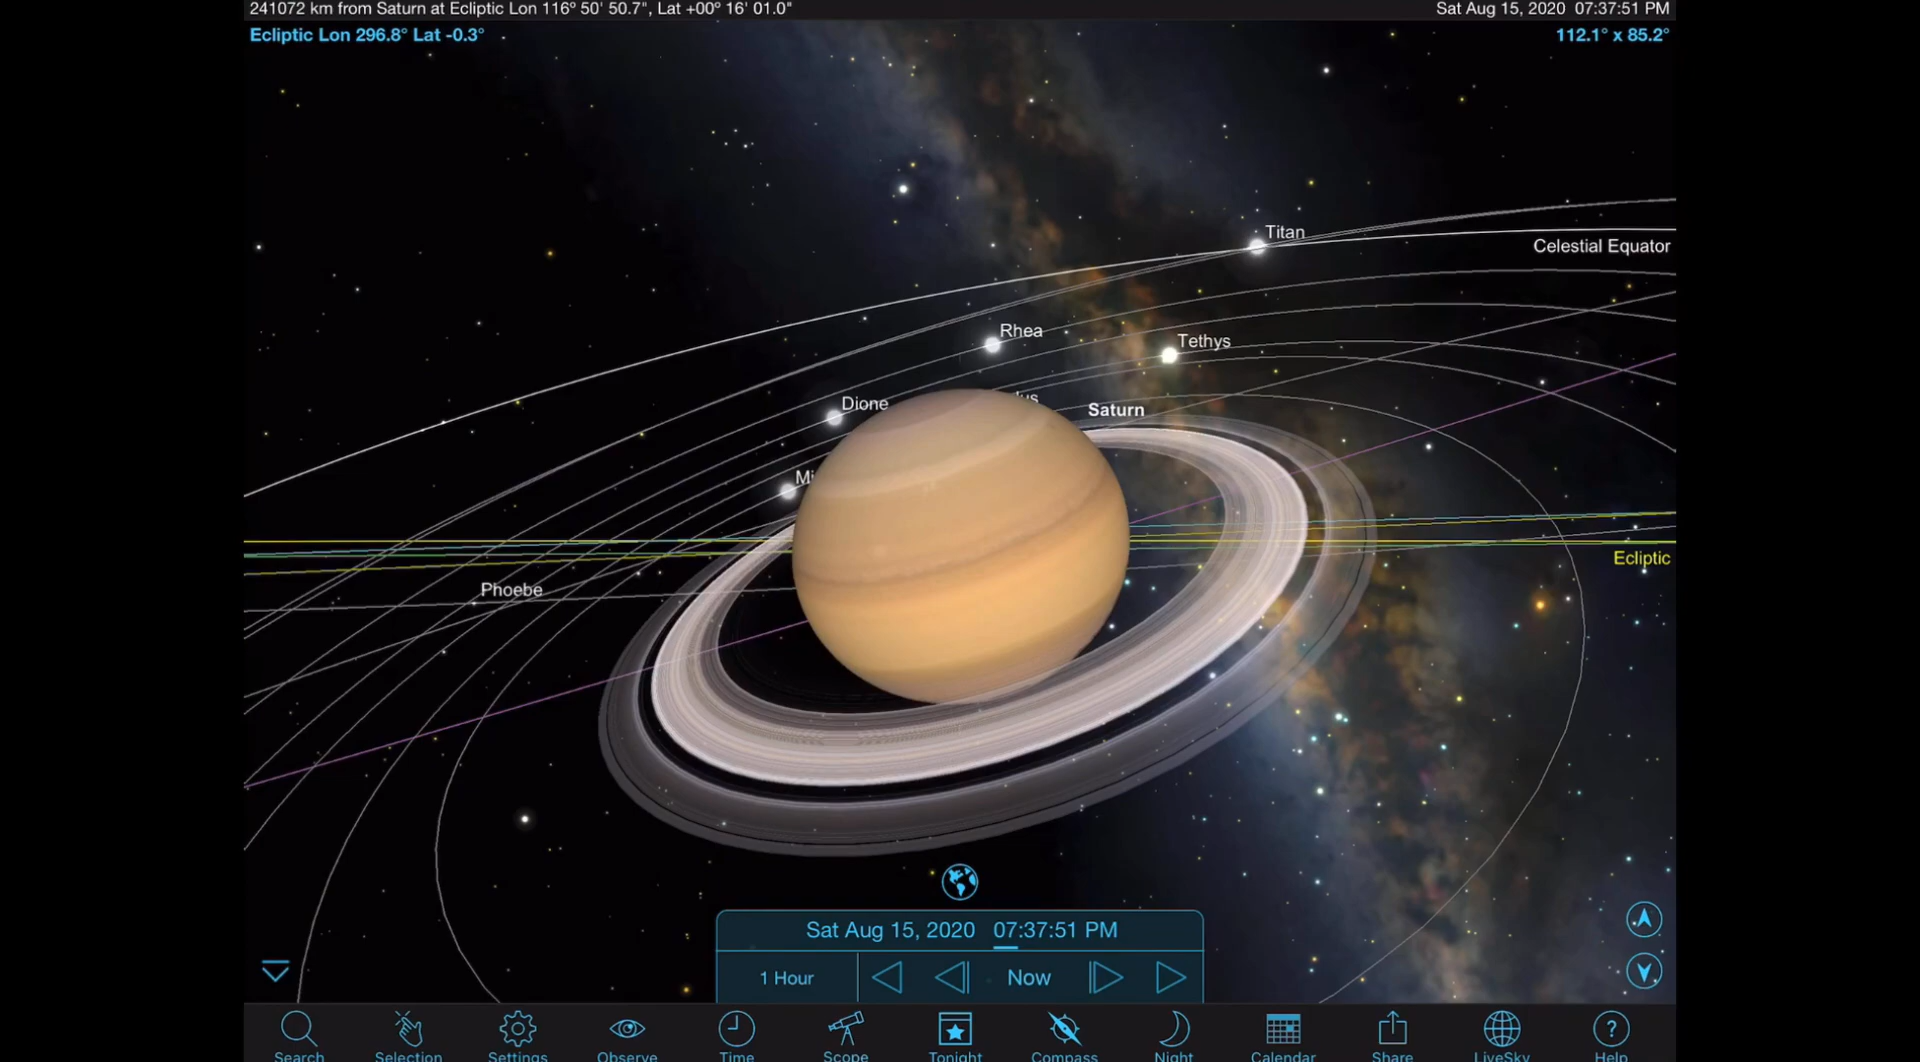 241072 km from Saturn at Ecliptic Lon 116º 50' 50.7", Lat +00º 16' 01.0"
Sat Aug 15, 2020 07:37:51 PM
Ecliptic Lon 296.8° Lat -0.3°
112.1° x 85.2°
Titan
Celestial Equator
Rhea
Tethys
Dione
Saturn
Mi
Ecliptic
Phoebe
Sat Aug 15, 2020 07:37:51 PM
1 Hour
Now
Search
Selection
Settings
Observe
Time
Scope
Tonight
Compass
Night
Calendar
Share
LiveSky
Help